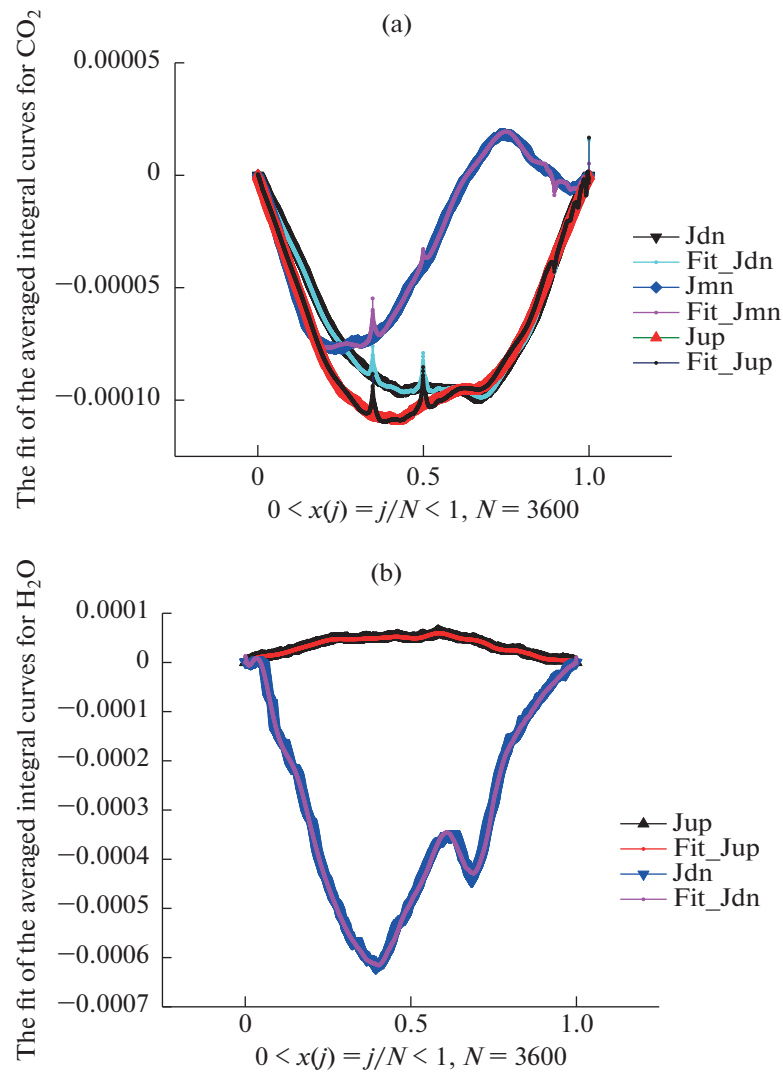 (a)
The fit of the averaged integral curves for CO₂
0.00005
0
−0.00005
−0.00010
0
0.5
1.0
0 < x(j) = j/N < 1, N = 3600
Jdn
Fit_Jdn
Jmn
Fit_Jmn
Jup
Fit_Jup
(b)
The fit of the averaged integral curves for H₂O
0.0001
0
−0.0001
−0.0002
−0.0003
−0.0004
−0.0005
−0.0006
−0.0007
0
0.5
1.0
0 < x(j) = j/N < 1, N = 3600
Jup
Fit_Jup
Jdn
Fit_Jdn